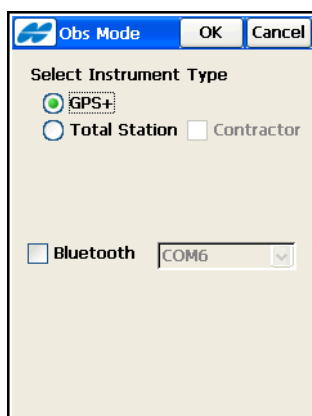 Obs Mode OK Cancel
Select Instrument Type
GPS+
Total Station Contractor
Bluetooth COM6